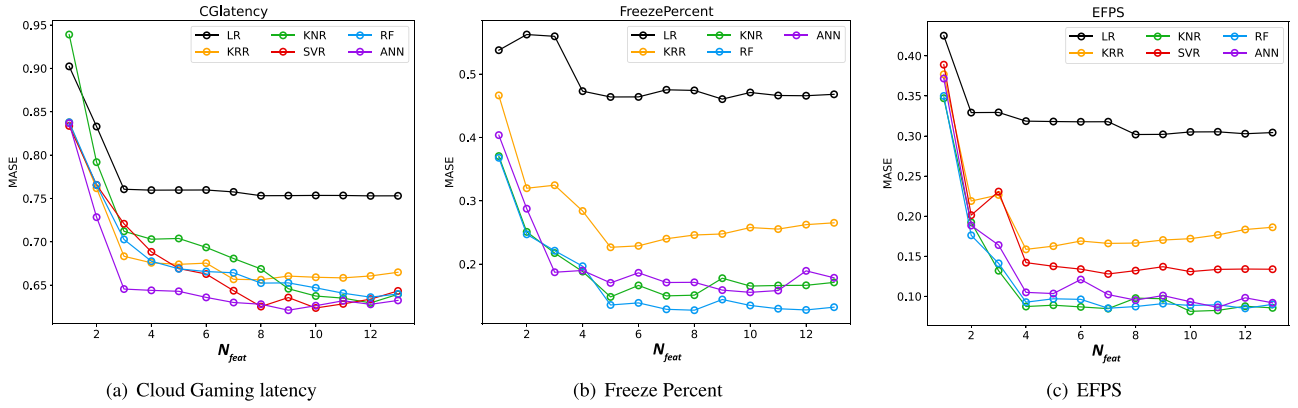 CGlatency
LR KNR RF
KRR SVR ANN
0.95
0.90
0.85
0.80
0.75
0.70
0.65
MASE
2 4 6 8 10 12
N_feat
(a) Cloud Gaming latency
FreezePercent
LR KNR ANN
KRR RF
0.5
0.4
0.3
0.2
MASE
2 4 6 8 10 12
N_feat
(b) Freeze Percent
EFPS
LR KNR RF
KRR SVR ANN
0.40
0.35
0.30
0.25
0.20
0.15
0.10
MASE
2 4 6 8 10 12
N_feat
(c) EFPS